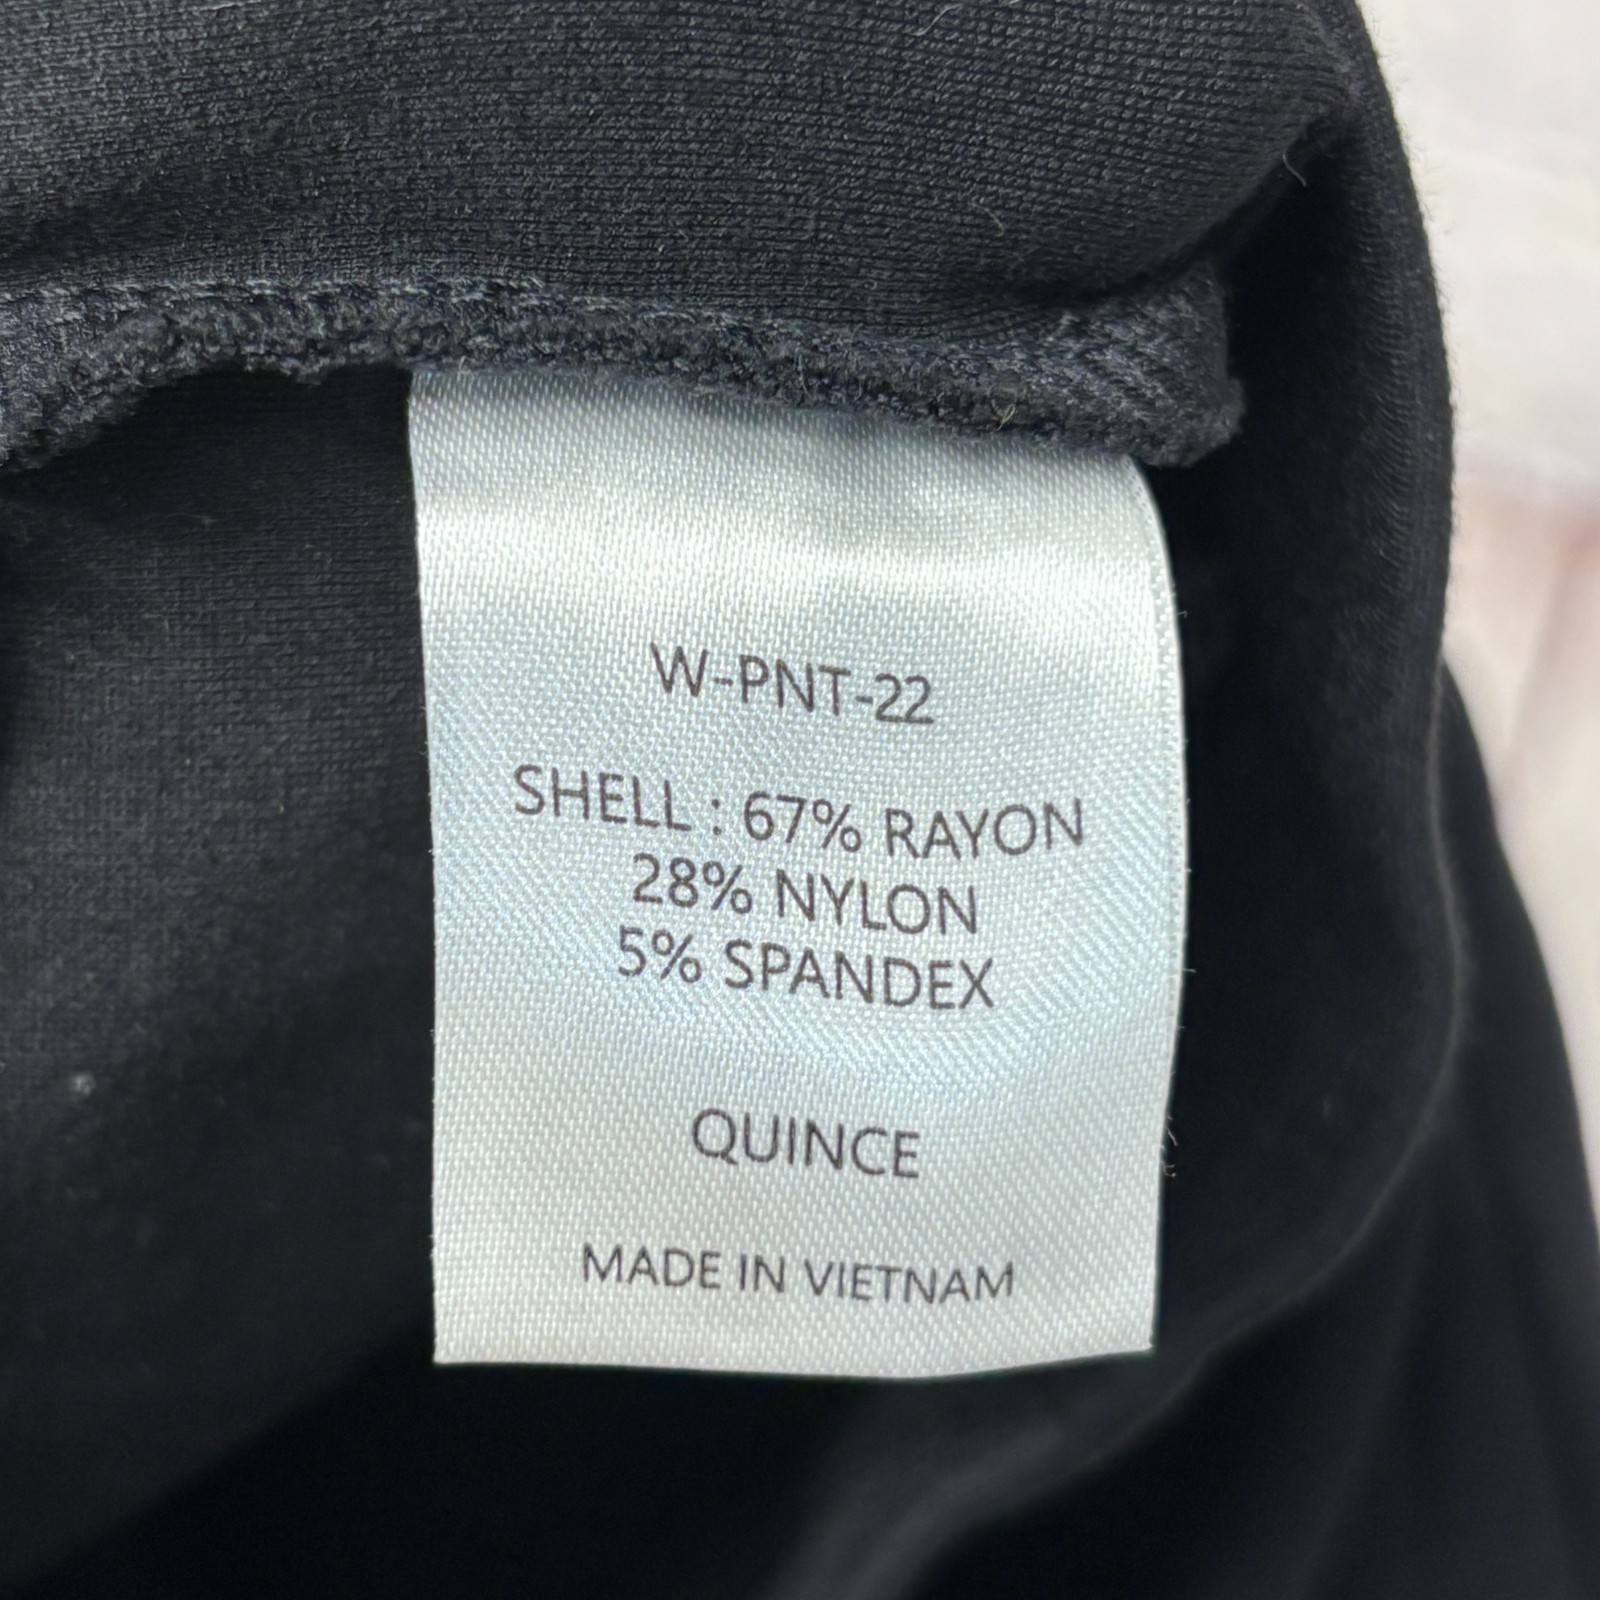 W-PNT-22
SHELL : 67% RAYON
28% NYLON
5% SPANDEX
QUINCE
MADE IN VIETNAM